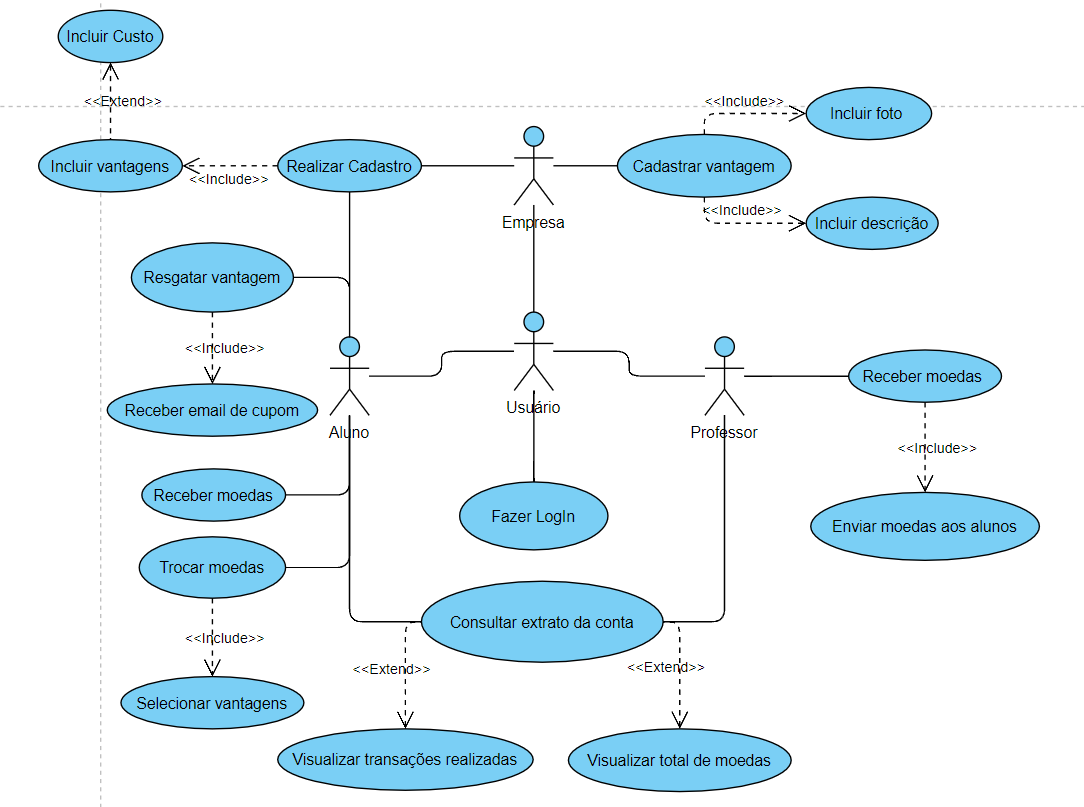 Incluir Custo
<<Extend>>
<<Include>>
Incluir foto
Incluir vantagens
Realizar Cadastro
Cadastrar vantagem
<<Include>>
<<Include>>
Empresa
Incluir descrição
Resgatar vantagem
<<Include>>
Receber moedas
Receber email de cupom
Usuário
Aluno
Professor
<<Include>>
Receber moedas
Fazer LogIn
Enviar moedas aos alunos
Trocar moedas
Consultar extrato da conta
<<Include>>
<<Extend>>
<<Extend>>
Selecionar vantagens
Visualizar transações realizadas
Visualizar total de moedas